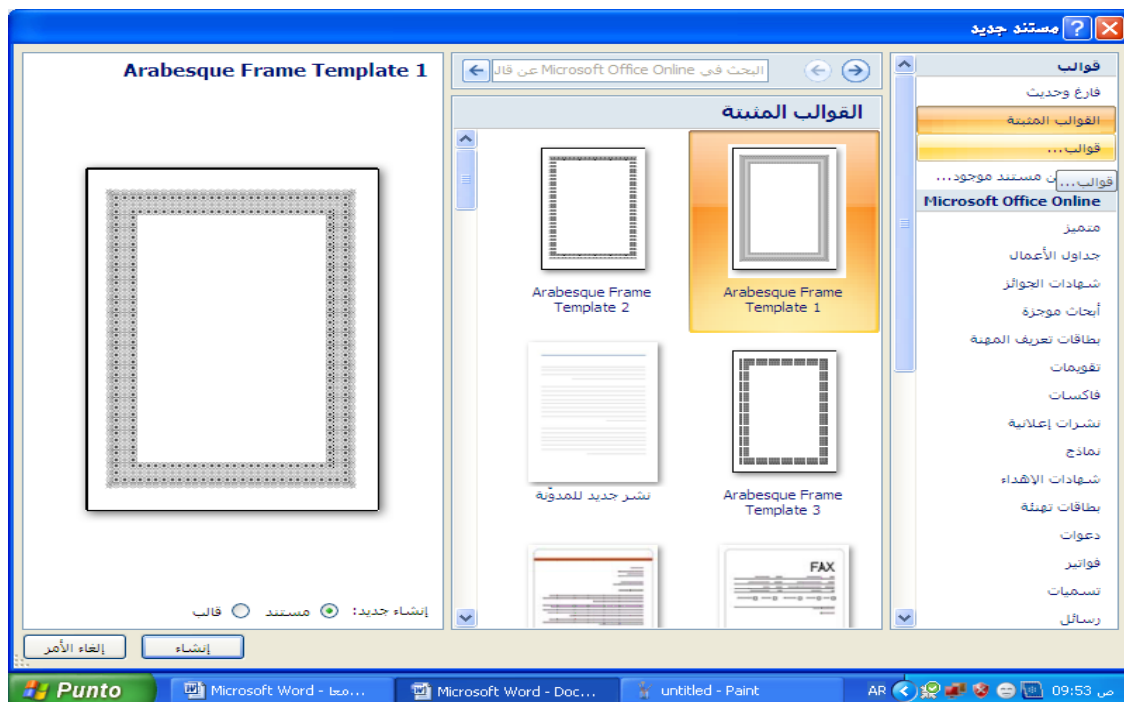 مستند جديد
قوالب
فارغ وحديث
القوالب المثبتة
قوالب...
ن مستند موجود...
قوالب...
Microsoft Office Online
متميز
جداول الأعمال
شهادات الجوائز
أبحاث موجزة
بطاقات تعريف المهنة
تقويمات
فاكسات
نشرات إعلانية
نماذج
شهادات الإهداء
بطاقات تهنئة
دعوات
فواتير
تسميات
رسائل
البحث في Microsoft Office Online عن قال
القوالب المثبتة
Arabesque Frame
Template 1
Arabesque Frame
Template 2
Arabesque Frame
Template 3
نشر جديد للمدوّنة
FAX
Arabesque Frame Template 1
إنشاء جديد: مستند قالب
إنشاء
إلغاء الأمر
Punto
Microsoft Word - معا...
Microsoft Word - Doc...
untitled - Paint
AR
09:53 ص